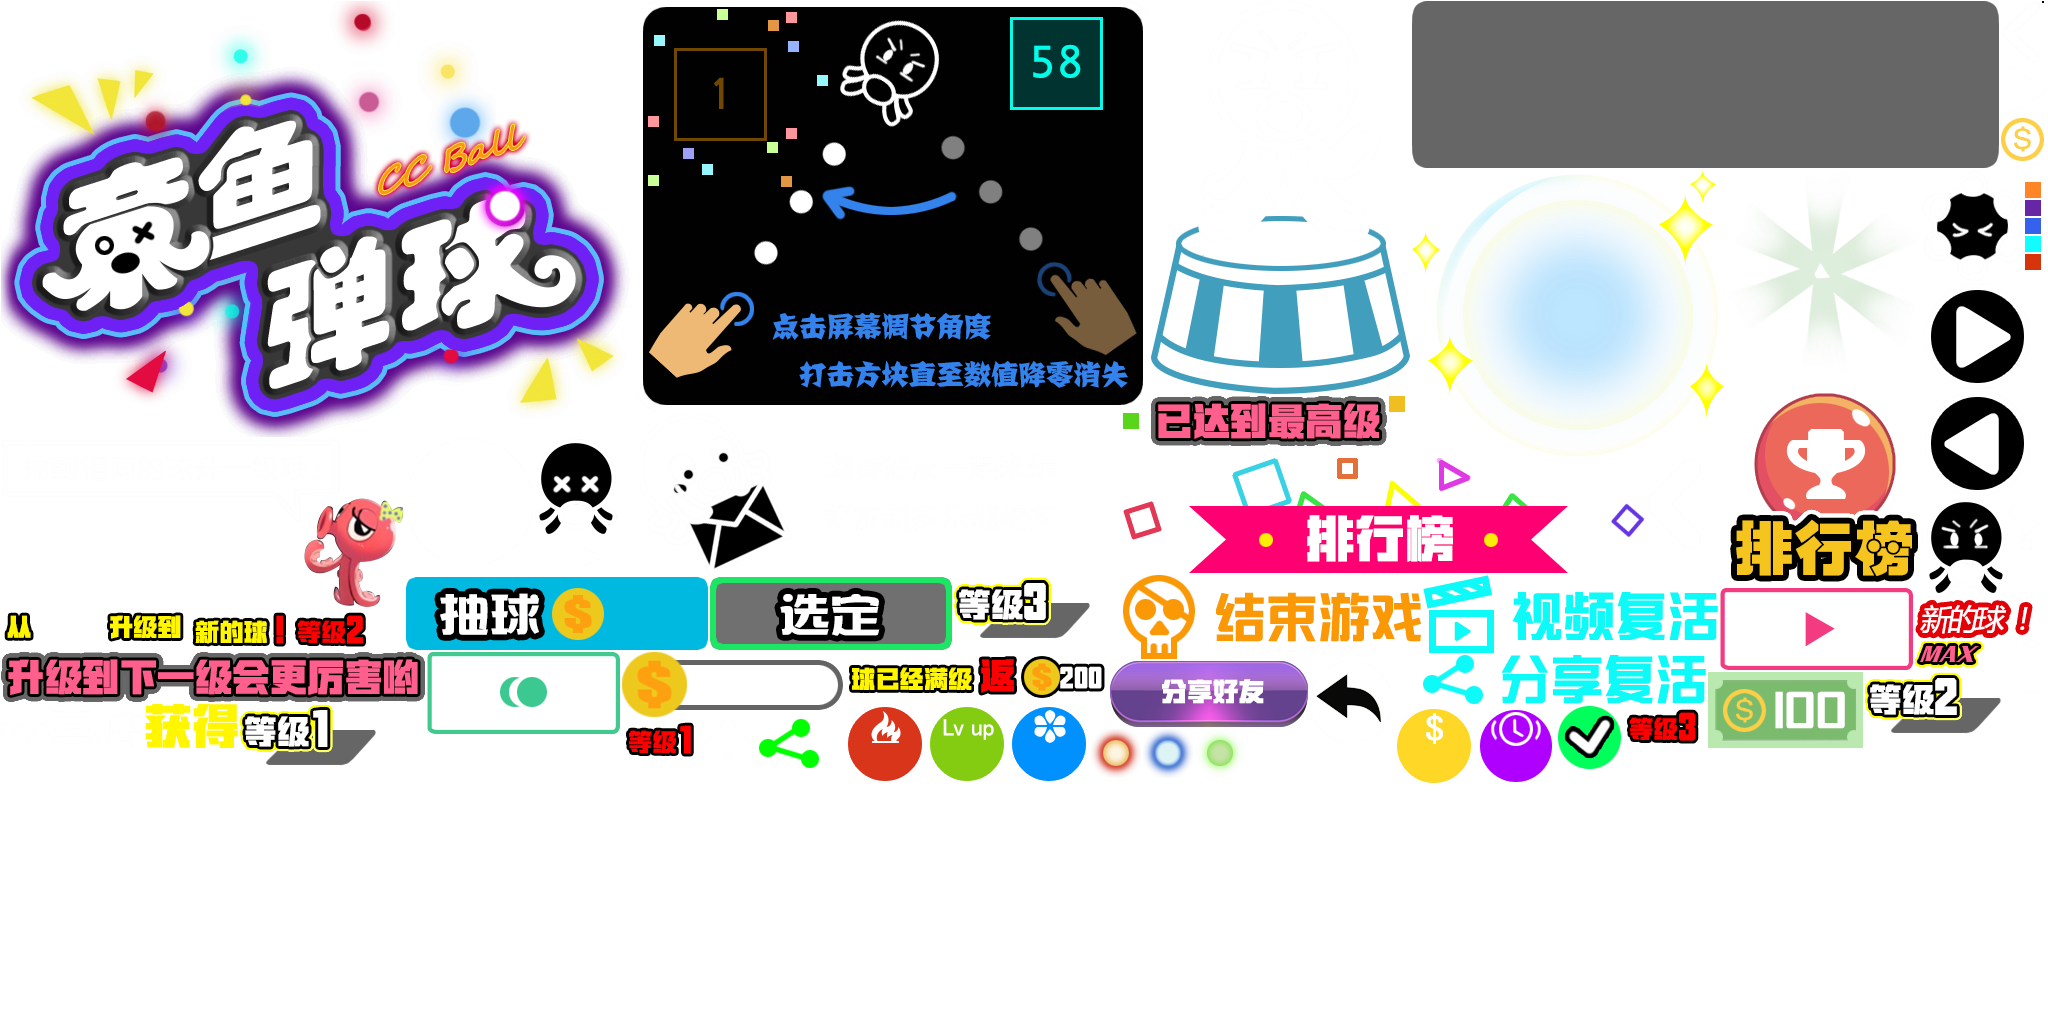 章鱼
弹球
CC Ball
1
58
点击屏幕调节角度
打击方块直至数值降零消失
$
已达到最高级
排行榜
排行榜
抽球 $
选定
等级3
结束游戏
视频复活
从
升级到
新的球！
等级2
新的球！
MAX
升级到下一级会更厉害哟
$
球已经满级 返 $200
分享好友
分享复活
$100
等级2
获得
等级1
等级1
Lv up
$
等级3